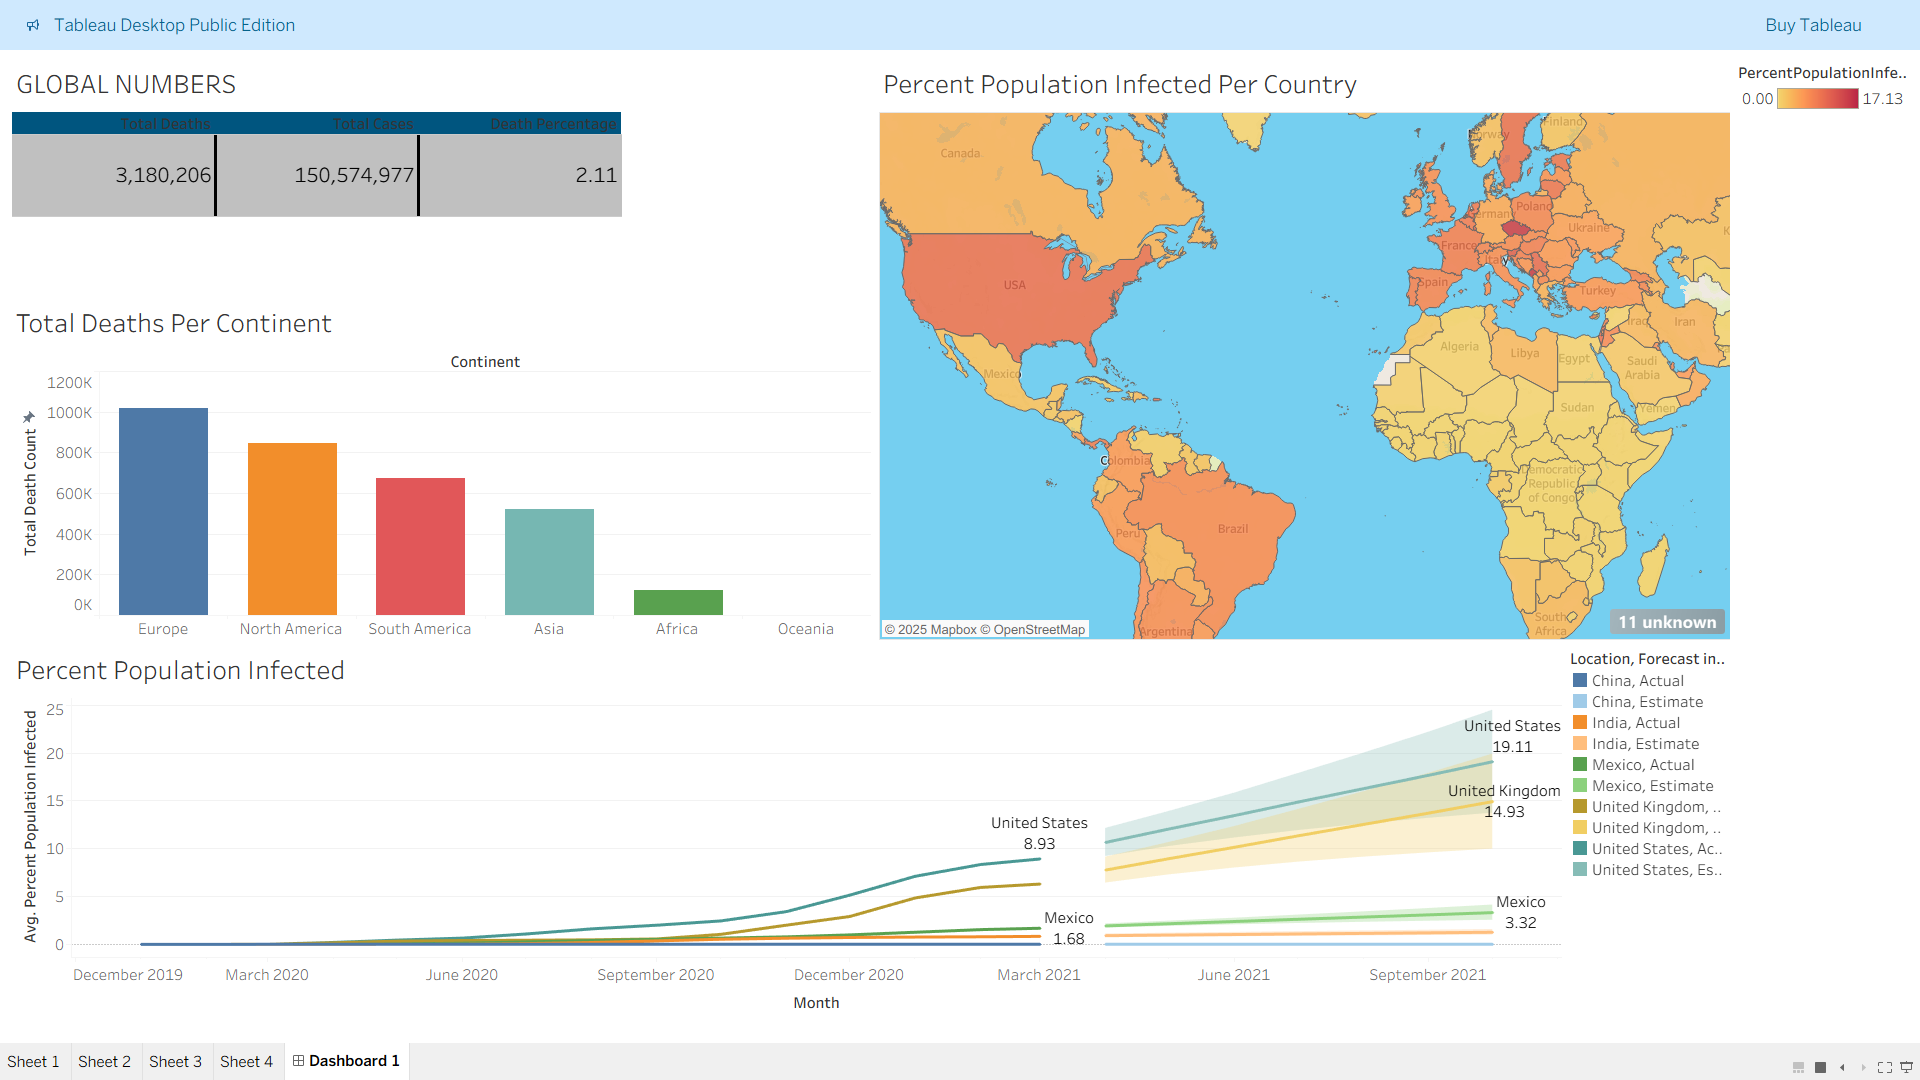 Tableau Desktop Public Edition
Buy Tableau
GLOBAL NUMBERS
Total Deaths
Total Cases
Death Percentage
3,180,206
150,574,977
2.11
Total Deaths Per Continent
Continent
Total Death Count
1200K
1000K
800K
600K
400K
200K
0K
Europe
North America
South America
Asia
Africa
Oceania
Percent Population Infected Per Country
PercentPopulationInfe..
0.00
17.13
Canada
USA
Mexico
Colombia
Peru
Brazil
Argentina
Norway
Finland
Poland
Germany
Ukraine
France
Italy
Spain
Turkey
Iraq
Iran
Algeria
Libya
Egypt
Saudi
Arabia
Sudan
Yemen
Democratic
Republic
of Congo
South
Africa
© 2025 Mapbox © OpenStreetMap
11 unknown
Percent Population Infected
Avg. Percent Population Infected
25
20
15
10
5
0
United States
8.93
Mexico
1.68
United States
19.11
United Kingdom
14.93
Mexico
3.32
December 2019
March 2020
June 2020
September 2020
December 2020
March 2021
June 2021
September 2021
Month
Location, Forecast in..
China, Actual
China, Estimate
India, Actual
India, Estimate
Mexico, Actual
Mexico, Estimate
United Kingdom, ..
United Kingdom, ..
United States, Ac..
United States, Es..
Sheet 1
Sheet 2
Sheet 3
Sheet 4
Dashboard 1